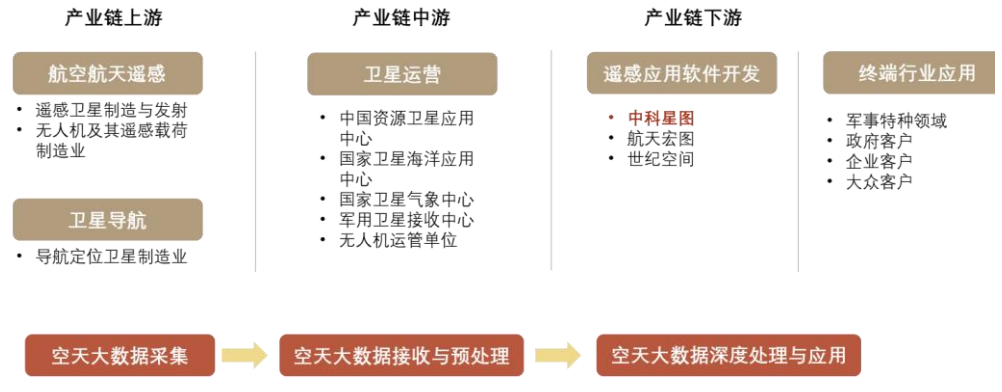 产业链上游
航空航天遥感
• 遥感卫星制造与发射
• 无人机及其遥感载荷
制造业
卫星导航
• 导航定位卫星制造业
产业链中游
卫星运营
• 中国资源卫星应用
中心
• 国家卫星海洋应用
中心
• 国家卫星气象中心
• 军用卫星接收中心
• 无人机运管单位
产业链下游
遥感应用软件开发
• 中科星图
• 航天宏图
• 世纪空间
终端行业应用
• 军事特种领域
• 政府客户
• 企业客户
• 大众客户
空天大数据采集
空天大数据接收与预处理
空天大数据深度处理与应用